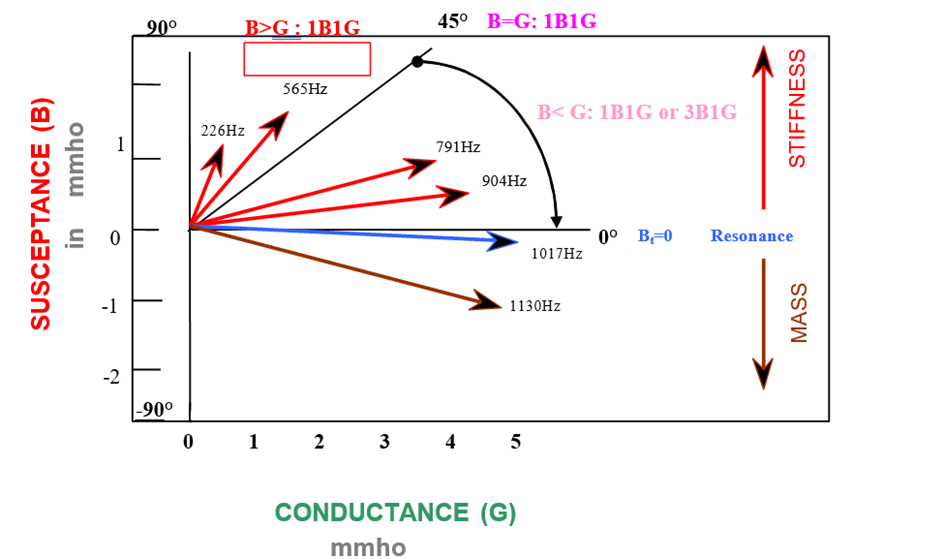 90°
B>G : 1B1G
45°
B=G: 1B1G
565Hz
226Hz
B< G: 1B1G or 3B1G
791Hz
904Hz
STIFFNESS
SUSCEPTANCE (B)
in mmho
1
0
-1
-2
-90°
0°
Bt=0
Resonance
1017Hz
1130Hz
MASS
0 1 2 3 4 5
CONDUCTANCE (G)
mmho